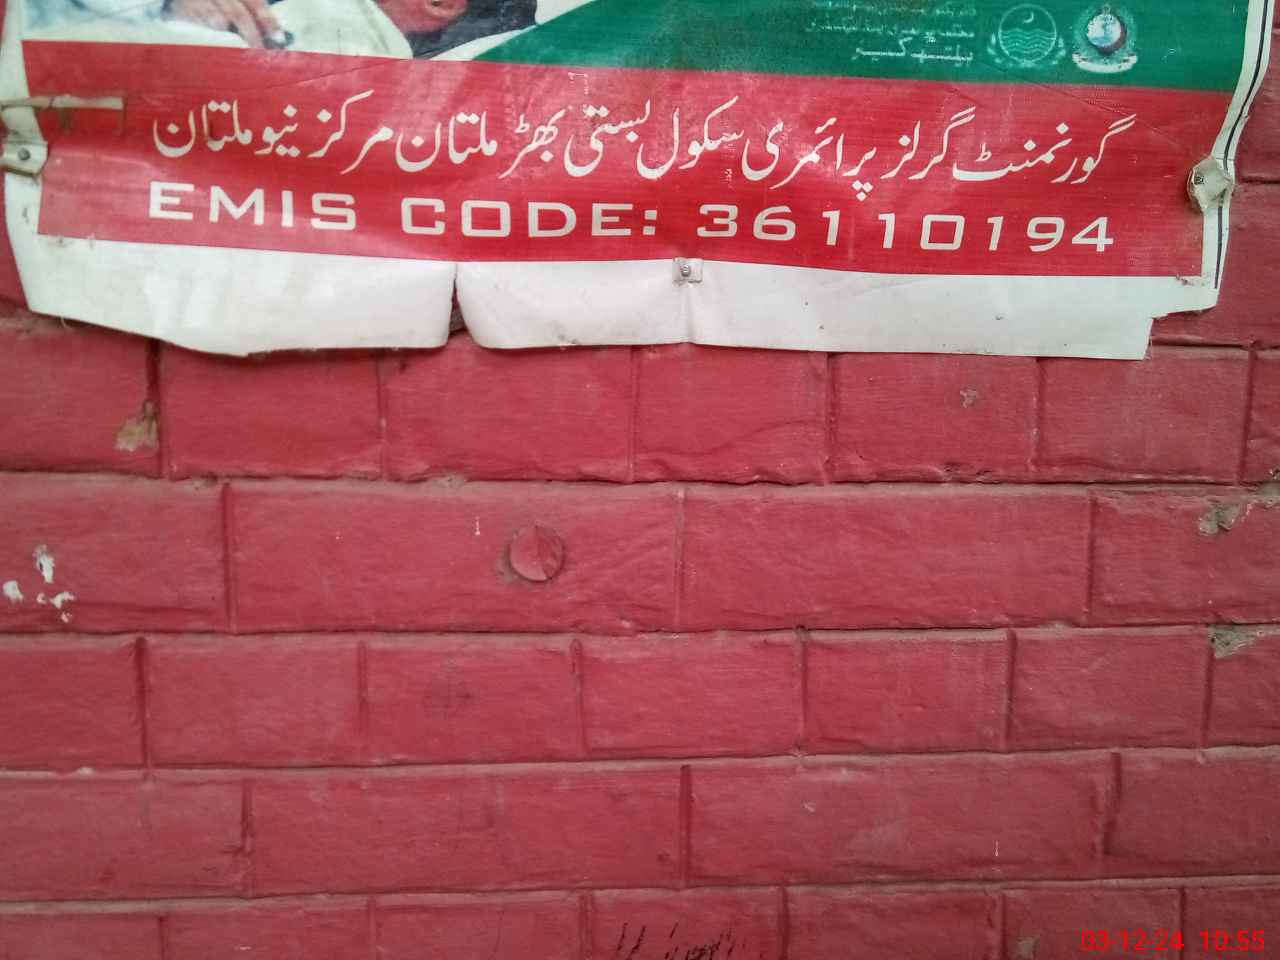 گورنمنٹ گرلز پرائمری سکول بستی بھڑ ملتان مرکز نیو ملتان
EMIS CODE: 36110194
03-12-24 10:55